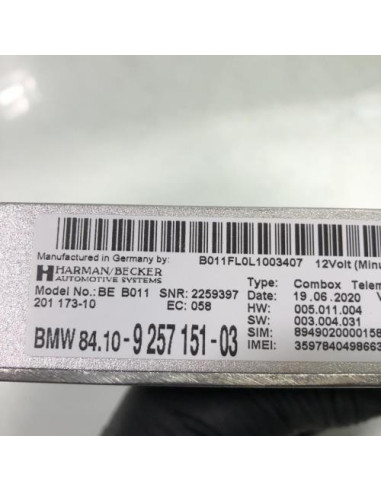 B011FL0L1003407 12Volt (Minu
Manufactured in Germany by:
HARMAN/BECKER
AUTOMOTIVE SYSTEMS
Model No.: BE B011 SNR: 2259397
201 173-10 EC: 058
BMW 84.10-9 257 151-03
Type: Combox Telem
Date: 19.06.2020 V
HW: 005.011.004
SW: 003.004.031
SIM: 8949020000158
IMEI: 3597840498663